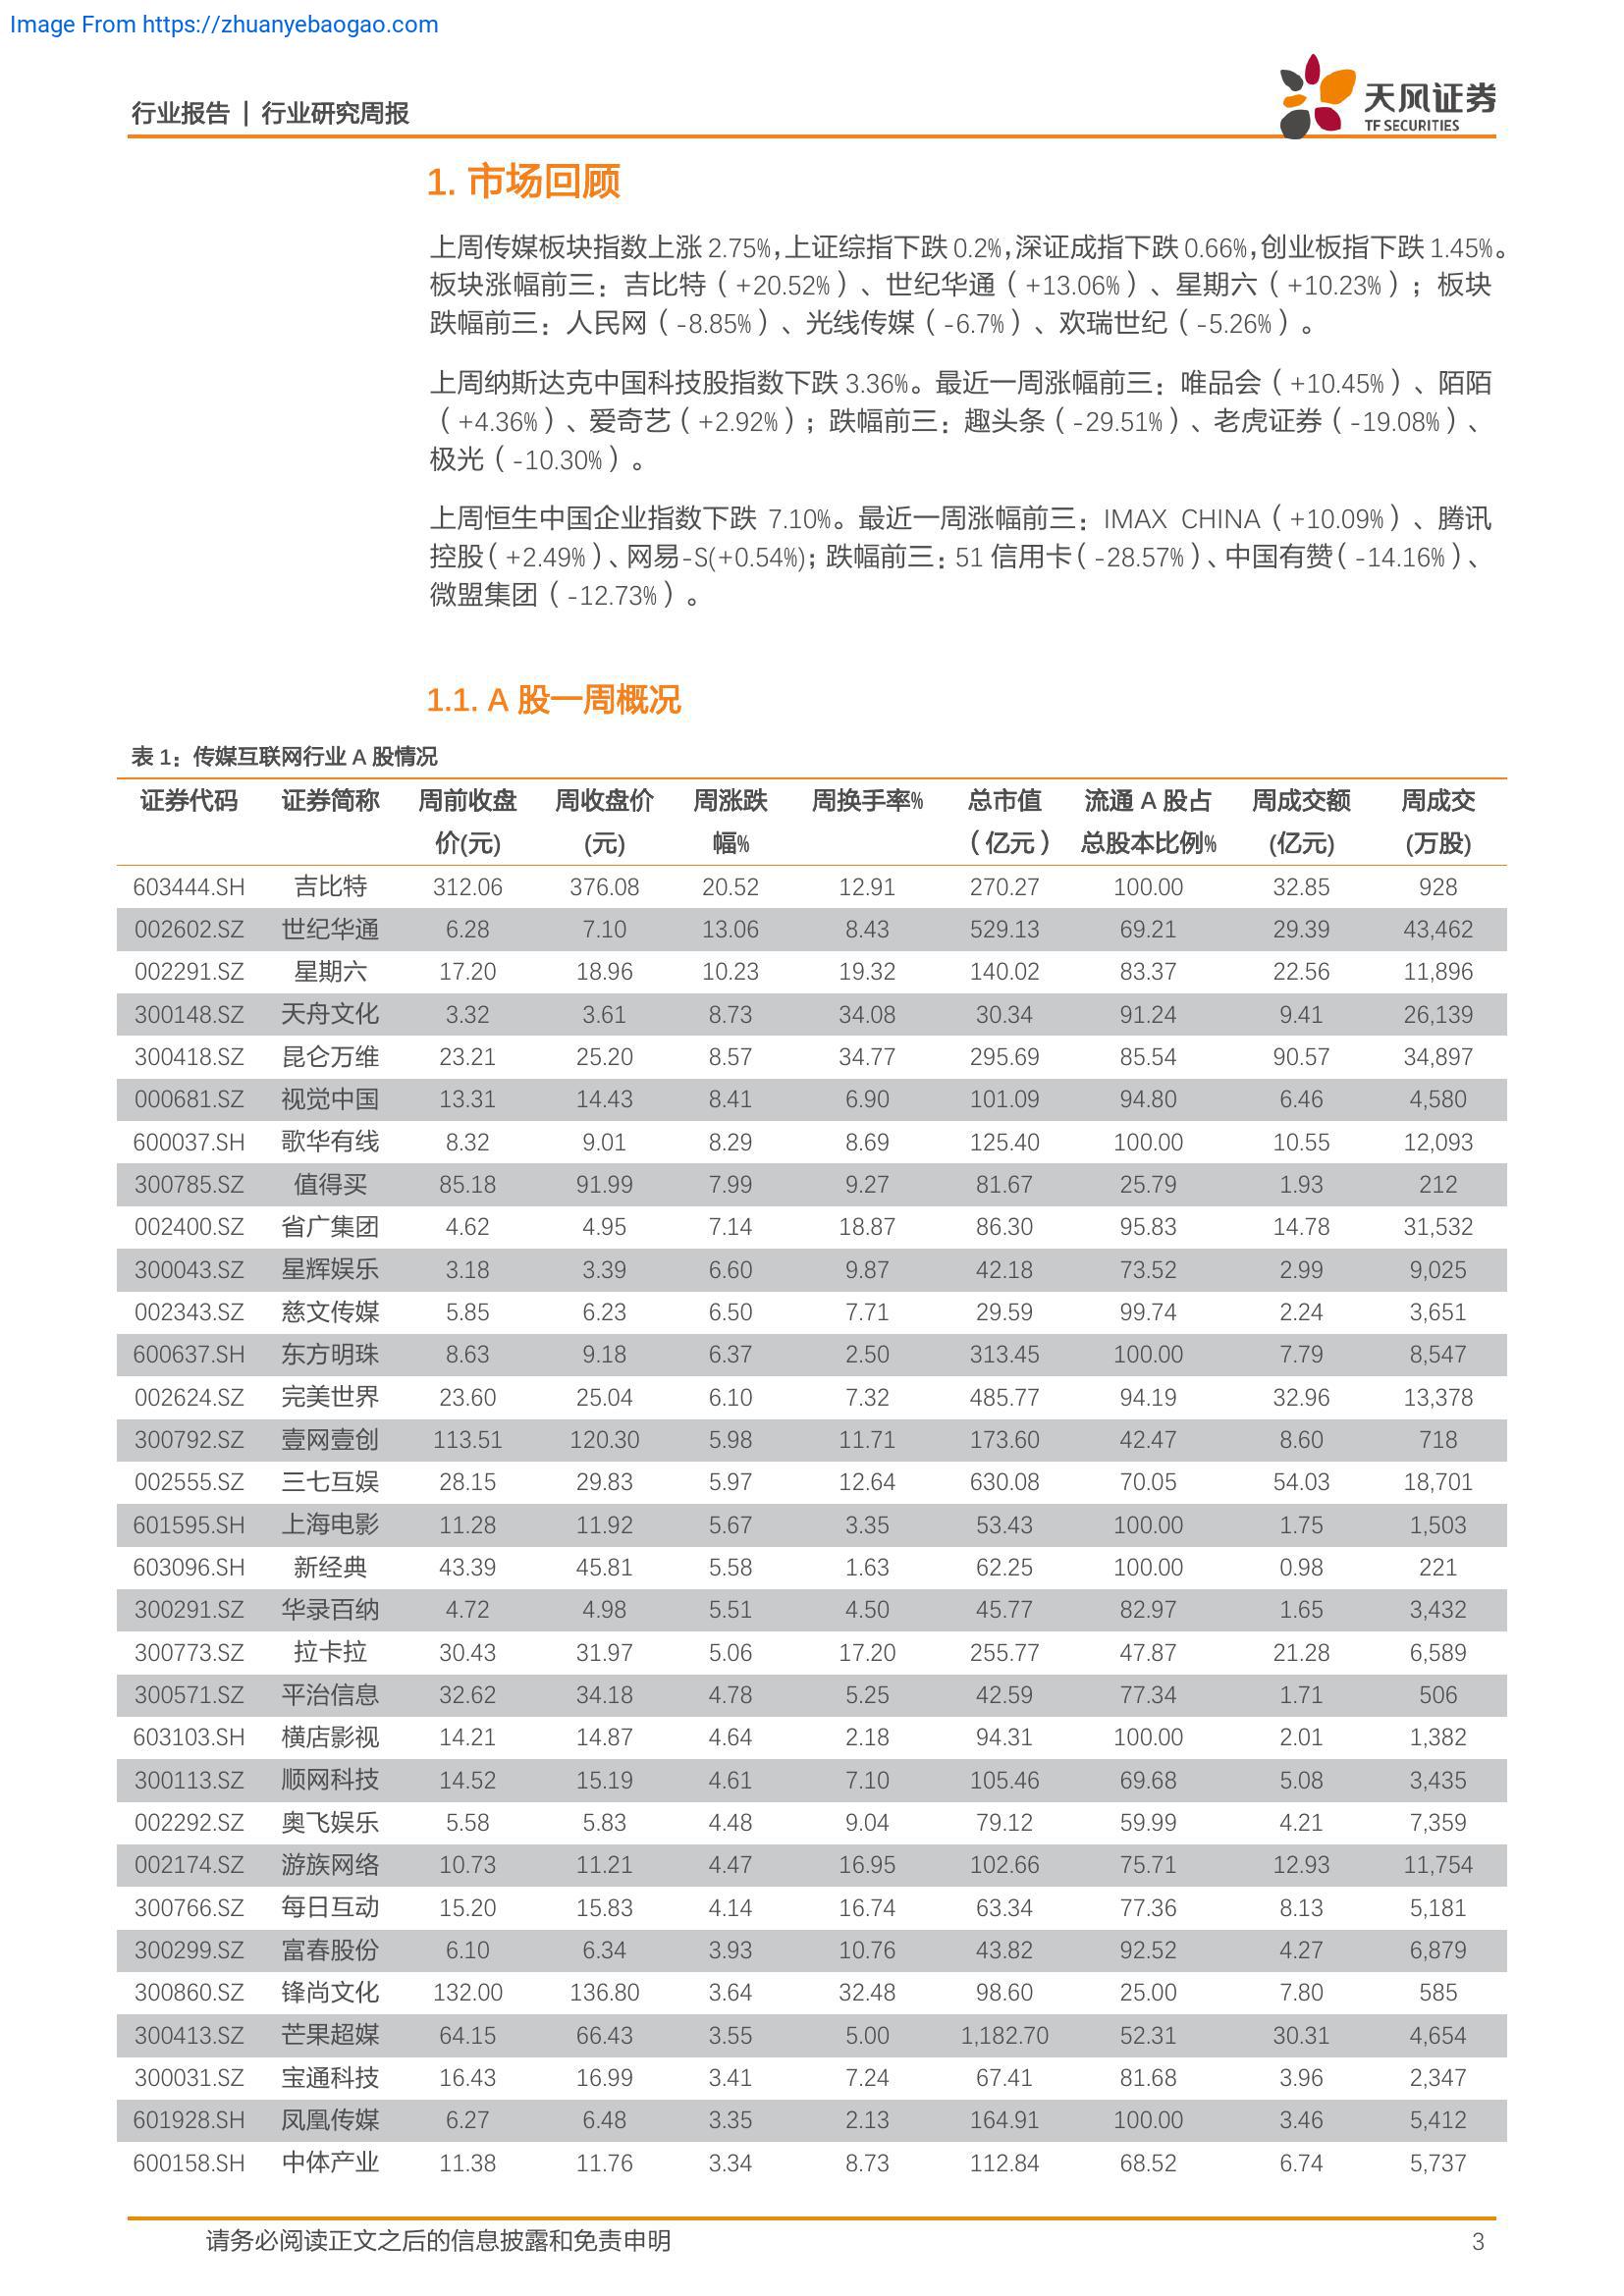 Image From https://zhuanyebaogao.com
行业报告 | 行业研究周报
天风证券
TF SECURITIES
1. 市场回顾
上周传媒板块指数上涨 2.75%，上证综指下跌 0.2%，深证成指下跌 0.66%，创业板指下跌 1.45%。
板块涨幅前三：吉比特（+20.52%）、世纪华通（+13.06%）、星期六（+10.23%）；板块
跌幅前三：人民网（-8.85%）、光线传媒（-6.7%）、欢瑞世纪（-5.26%）。
上周纳斯达克中国科技股指数下跌 3.36%。最近一周涨幅前三：唯品会（+10.45%）、陌陌
（+4.36%）、爱奇艺（+2.92%）；跌幅前三：趣头条（-29.51%）、老虎证券（-19.08%）、
极光（-10.30%）。
上周恒生中国企业指数下跌 7.10%。最近一周涨幅前三：IMAX CHINA（+10.09%）、腾讯
控股（+2.49%）、网易-S(+0.54%)；跌幅前三：51 信用卡（-28.57%）、中国有赞（-14.16%）、
微盟集团（-12.73%）。
1.1. A 股一周概况
表 1：传媒互联网行业 A 股情况
证券代码 证券简称 周前收盘 周收盘价 周涨跌 周换手率% 总市值 流通 A 股占 周成交额 周成交
价(元) (元) 幅% （亿元） 总股本比例% (亿元) (万股)
603444.SH 吉比特 312.06 376.08 20.52 12.91 270.27 100.00 32.85 928
002602.SZ 世纪华通 6.28 7.10 13.06 8.43 529.13 69.21 29.39 43,462
002291.SZ 星期六 17.20 18.96 10.23 19.32 140.02 83.37 22.56 11,896
300148.SZ 天舟文化 3.32 3.61 8.73 34.08 30.34 91.24 9.41 26,139
300418.SZ 昆仑万维 23.21 25.20 8.57 34.77 295.69 85.54 90.57 34,897
000681.SZ 视觉中国 13.31 14.43 8.41 6.90 101.09 94.80 6.46 4,580
600037.SH 歌华有线 8.32 9.01 8.29 8.69 125.40 100.00 10.55 12,093
300785.SZ 值得买 85.18 91.99 7.99 9.27 81.67 25.79 1.93 212
002400.SZ 省广集团 4.62 4.95 7.14 18.87 86.30 95.83 14.78 31,532
300043.SZ 星辉娱乐 3.18 3.39 6.60 9.87 42.18 73.52 2.99 9,025
002343.SZ 慈文传媒 5.85 6.23 6.50 7.71 29.59 99.74 2.24 3,651
600637.SH 东方明珠 8.63 9.18 6.37 2.50 313.45 100.00 7.79 8,547
002624.SZ 完美世界 23.60 25.04 6.10 7.32 485.77 94.19 32.96 13,378
300792.SZ 壹网壹创 113.51 120.30 5.98 11.71 173.60 42.47 8.60 718
002555.SZ 三七互娱 28.15 29.83 5.97 12.64 630.08 70.05 54.03 18,701
601595.SH 上海电影 11.28 11.92 5.67 3.35 53.43 100.00 1.75 1,503
603096.SH 新经典 43.39 45.81 5.58 1.63 62.25 100.00 0.98 221
300291.SZ 华录百纳 4.72 4.98 5.51 4.50 45.77 82.97 1.65 3,432
300773.SZ 拉卡拉 30.43 31.97 5.06 17.20 255.77 47.87 21.28 6,589
300571.SZ 平治信息 32.62 34.18 4.78 5.25 42.59 77.34 1.71 506
603103.SH 横店影视 14.21 14.87 4.64 2.18 94.31 100.00 2.01 1,382
300113.SZ 顺网科技 14.52 15.19 4.61 7.10 105.46 69.68 5.08 3,435
002292.SZ 奥飞娱乐 5.58 5.83 4.48 9.04 79.12 59.99 4.21 7,359
002174.SZ 游族网络 10.73 11.21 4.47 16.95 102.66 75.71 12.93 11,754
300766.SZ 每日互动 15.20 15.83 4.14 16.74 63.34 77.36 8.13 5,181
300299.SZ 富春股份 6.10 6.34 3.93 10.76 43.82 92.52 4.27 6,879
300860.SZ 锋尚文化 132.00 136.80 3.64 32.48 98.60 25.00 7.80 585
300413.SZ 芒果超媒 64.15 66.43 3.55 5.00 1,182.70 52.31 30.31 4,654
300031.SZ 宝通科技 16.43 16.99 3.41 7.24 67.41 81.68 3.96 2,347
601928.SH 凤凰传媒 6.27 6.48 3.35 2.13 164.91 100.00 3.46 5,412
600158.SH 中体产业 11.38 11.76 3.34 8.73 112.84 68.52 6.74 5,737
请务必阅读正文之后的信息披露和免责申明
3